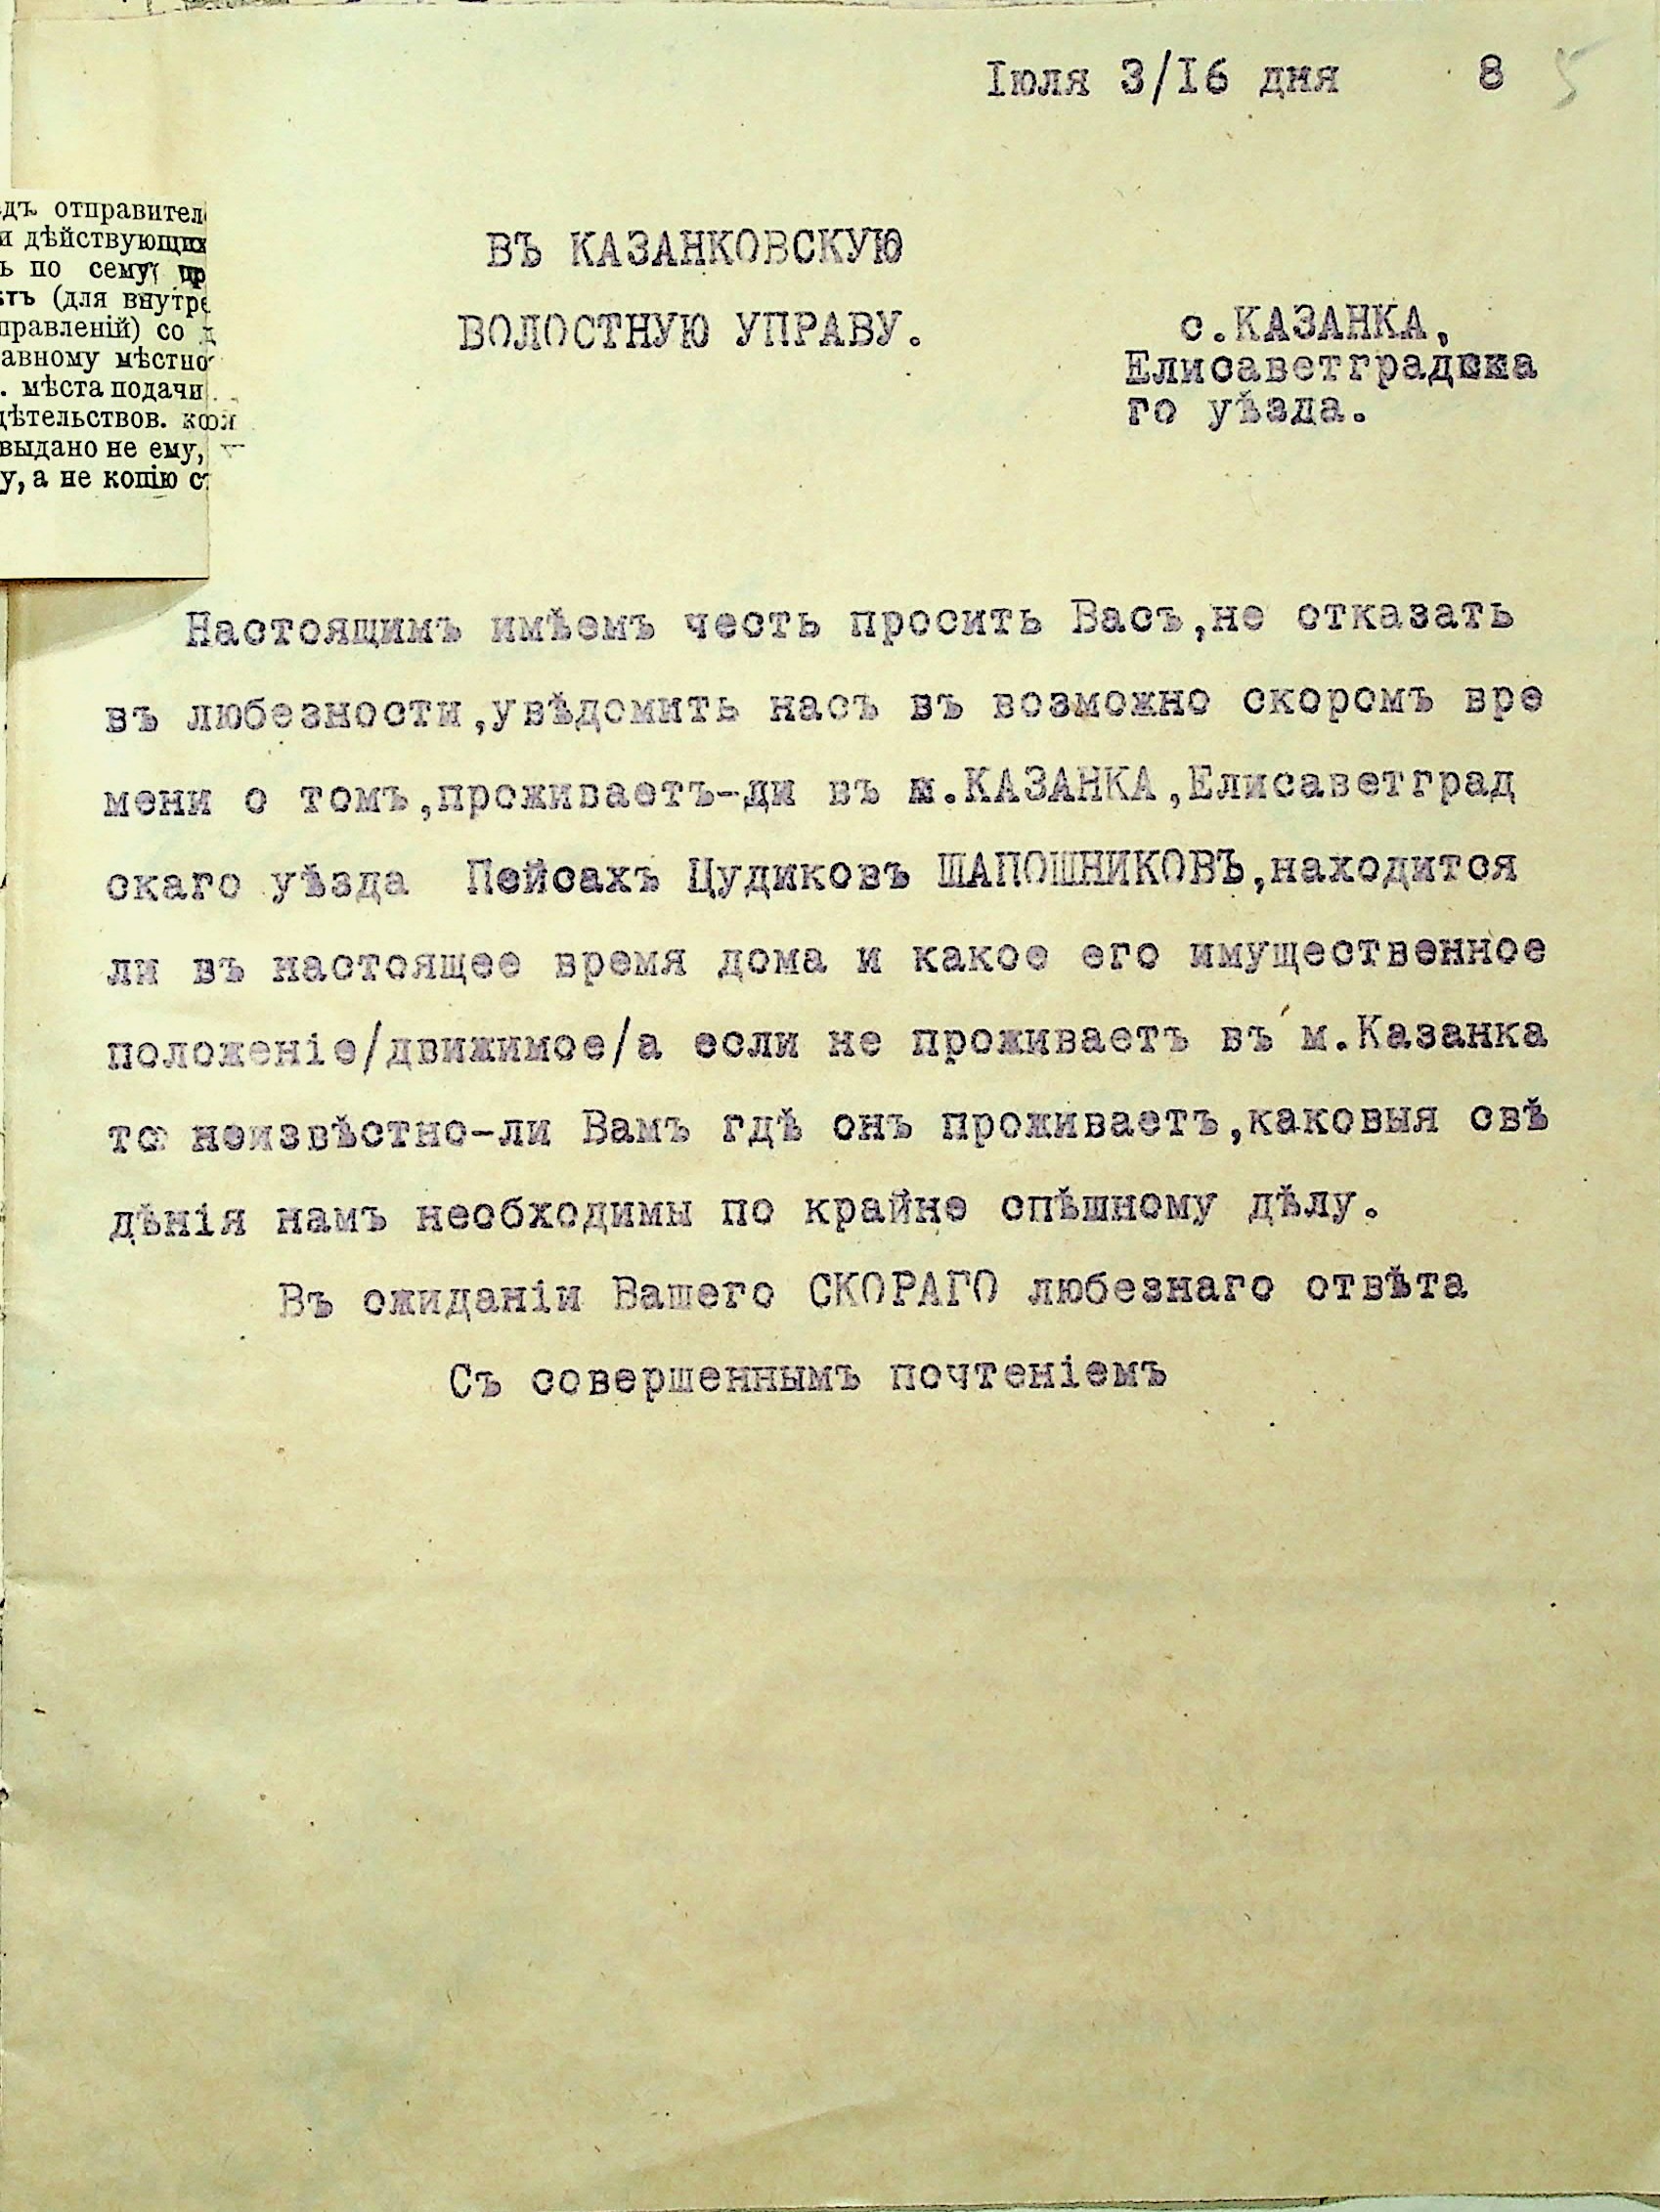 Іюля 3/І6 дня 8 5
ВЪ КАЗАНКОВСКУЮ
ВОЛОСТНУЮ УПРАВУ.
с.КАЗАНКА,
Елисаветградска
го уѣзда.
отправител
дѣйствующих
ь по сему пр
(для внутре
правленій) со д
авному мѣстно
. мѣста подачи
дѣтельствов. ко
выдано не ему,
у, а не копію с
Настоящимъ имѣемъ честь просить Васъ,не отказать
въ любезности,увѣдомить насъ въ возможно скоромъ вре
мени о томъ,проживаетъ-ли въ м.КАЗАНКА,Елисаветград
скаго уѣзда Пейсахъ Цудиковъ ШАПОШНИКОВЪ,находится
ли въ настоящее время дома и какое его имущественное
положеніе/движимое/а если не проживаетъ въ м.Казанка
то неизвѣстно-ли Вамъ гдѣ онъ проживаетъ,каковыя свѣ
дѣнія намъ необходимы по крайне спѣшному дѣлу.
Въ ожиданіи Вашего СКОРАГО любезнаго отвѣта
Съ совершеннымъ почтеніемъ